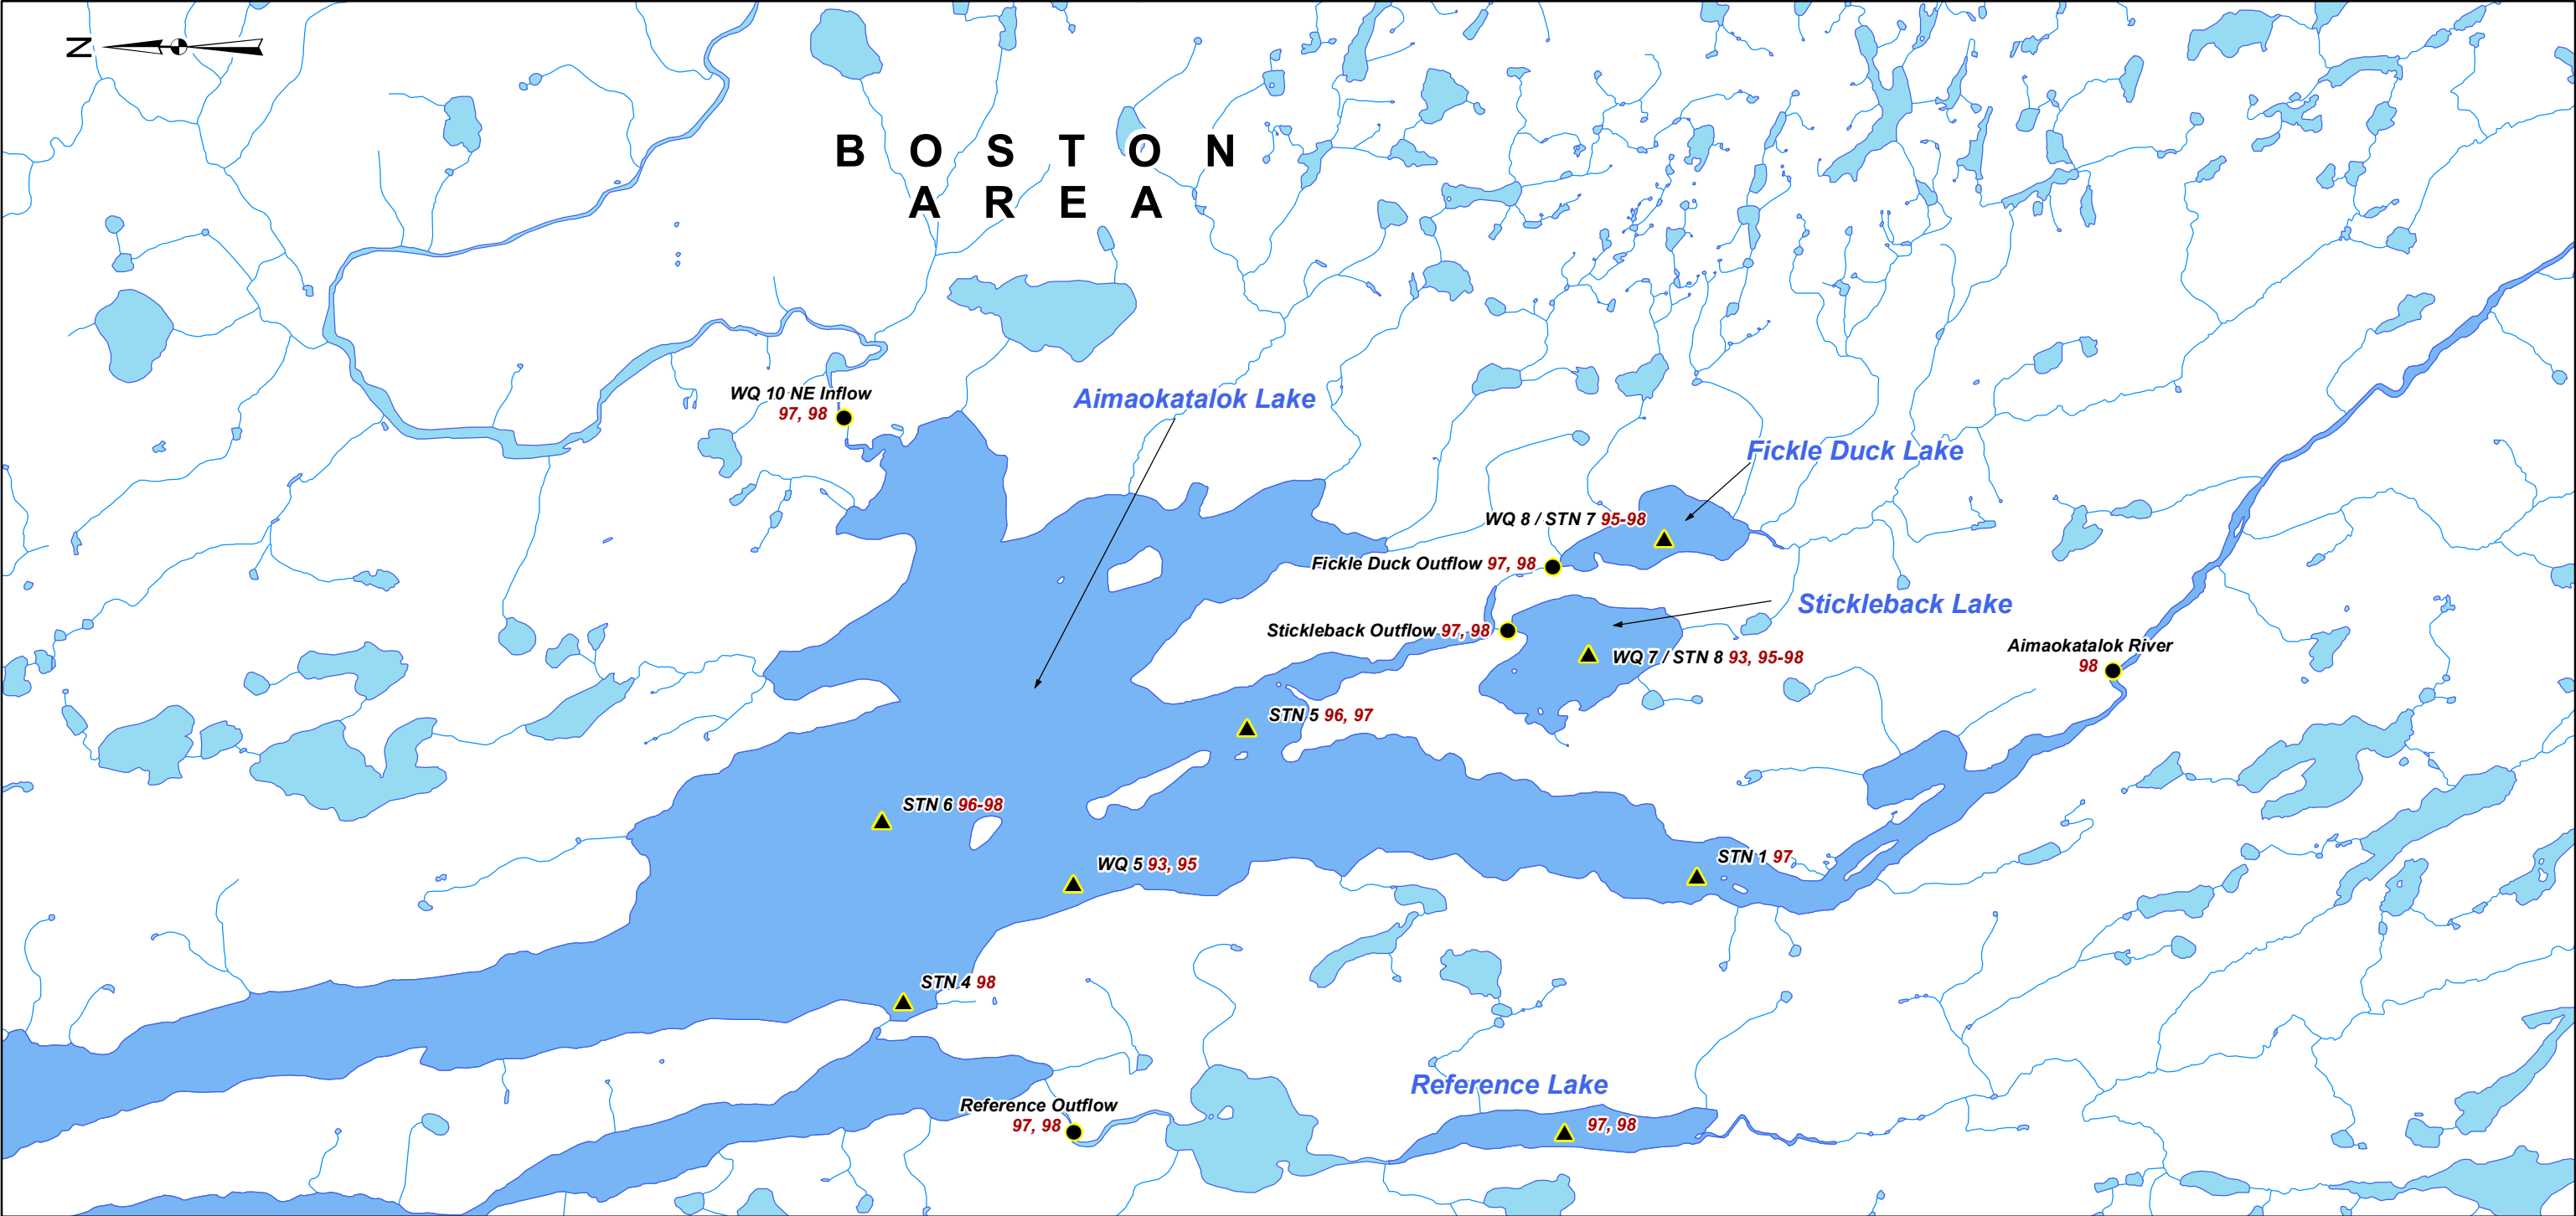 Z
BOSTON
AREA
WQ 10 NE Inflow
97, 98
Aimaokatalok Lake
Fickle Duck Lake
WQ 8 / STN 7 95-98
Fickle Duck Outflow 97, 98
Stickleback Lake
Stickleback Outflow 97, 98
WQ 7 / STN 8 93, 95-98
Aimaokatalok River
98
STN 5 96, 97
STN 6 96-98
WQ 5 93, 95
STN 1 97
STN 4 98
Reference Lake
Reference Outflow
97, 98
97, 98